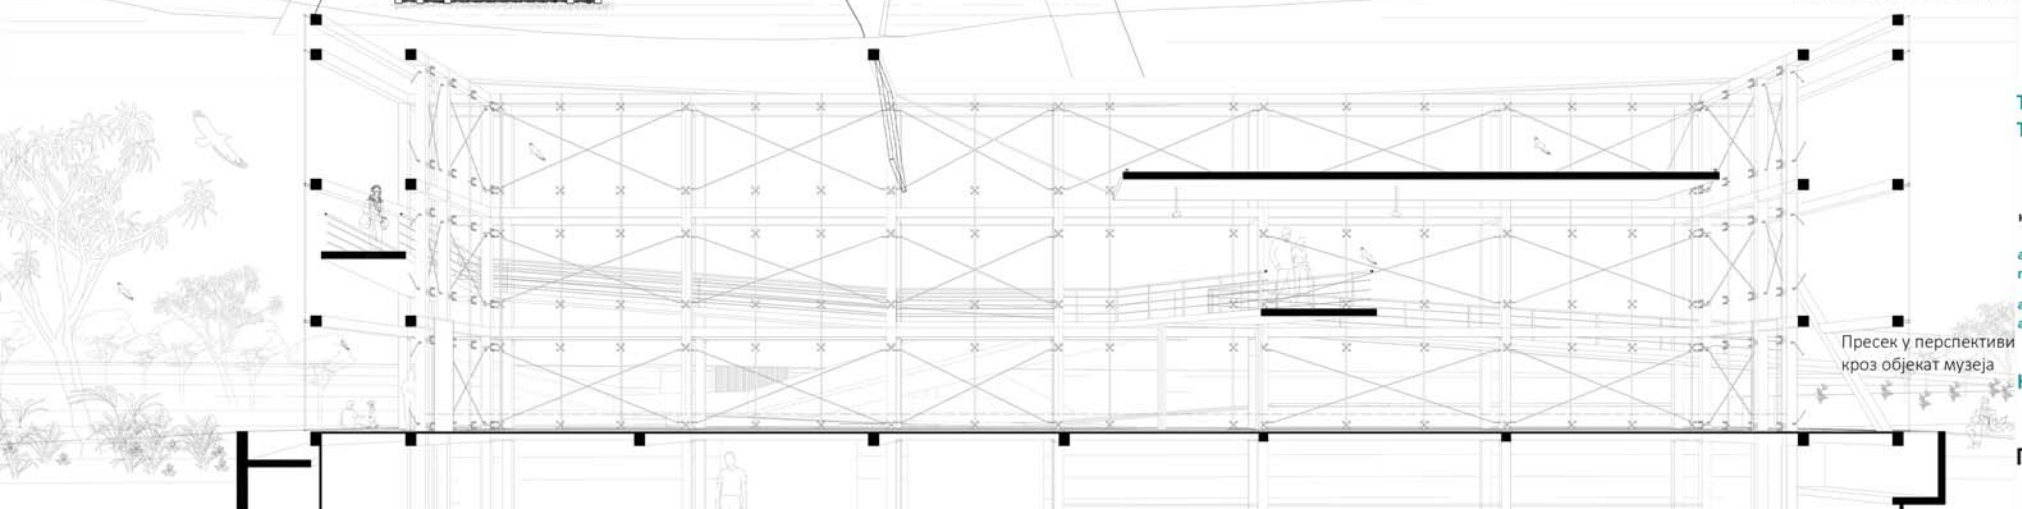 Пресек у перспективи
кроз објекат музеја